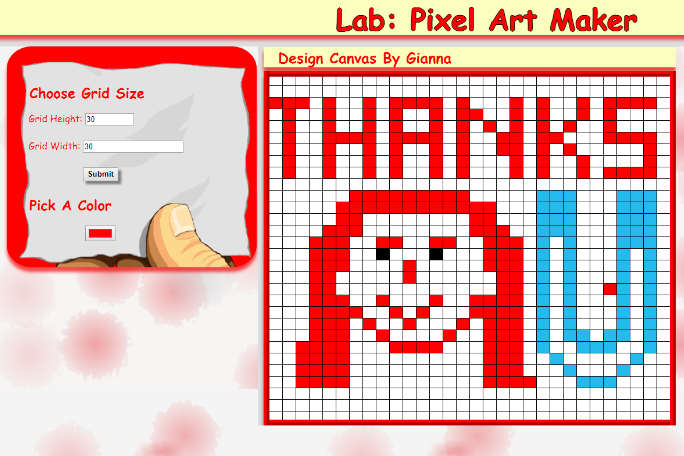 Lab: Pixel Art Maker
Choose Grid Size
Grid Height: 30
Grid Width: 30
Submit
Pick A Color
Design Canvas By Gianna
THANKS
U